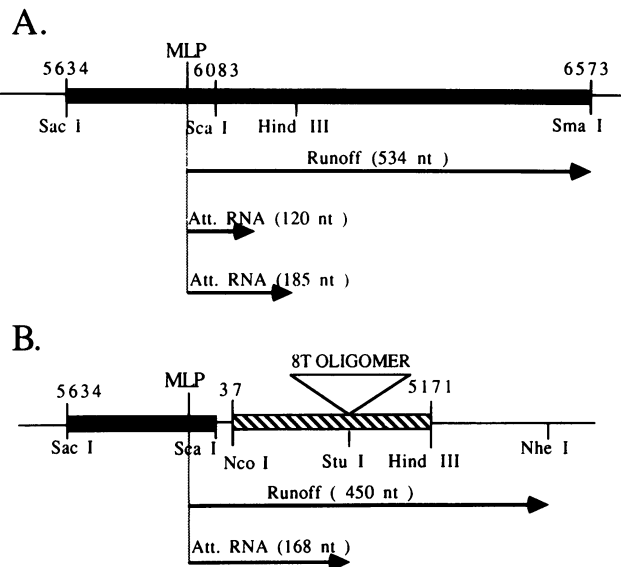 A.
MLP
5634 6083 6573
Sac I Sca I Hind III Sma I
Runoff (534 nt )
Att. RNA (120 nt )
Att. RNA (185 nt )
B.
8T OLIGOMER
MLP
5634 37 5171
Sac I Sca I Nco I Stu I Hind III Nhe I
Runoff ( 450 nt )
Att. RNA (168 nt )